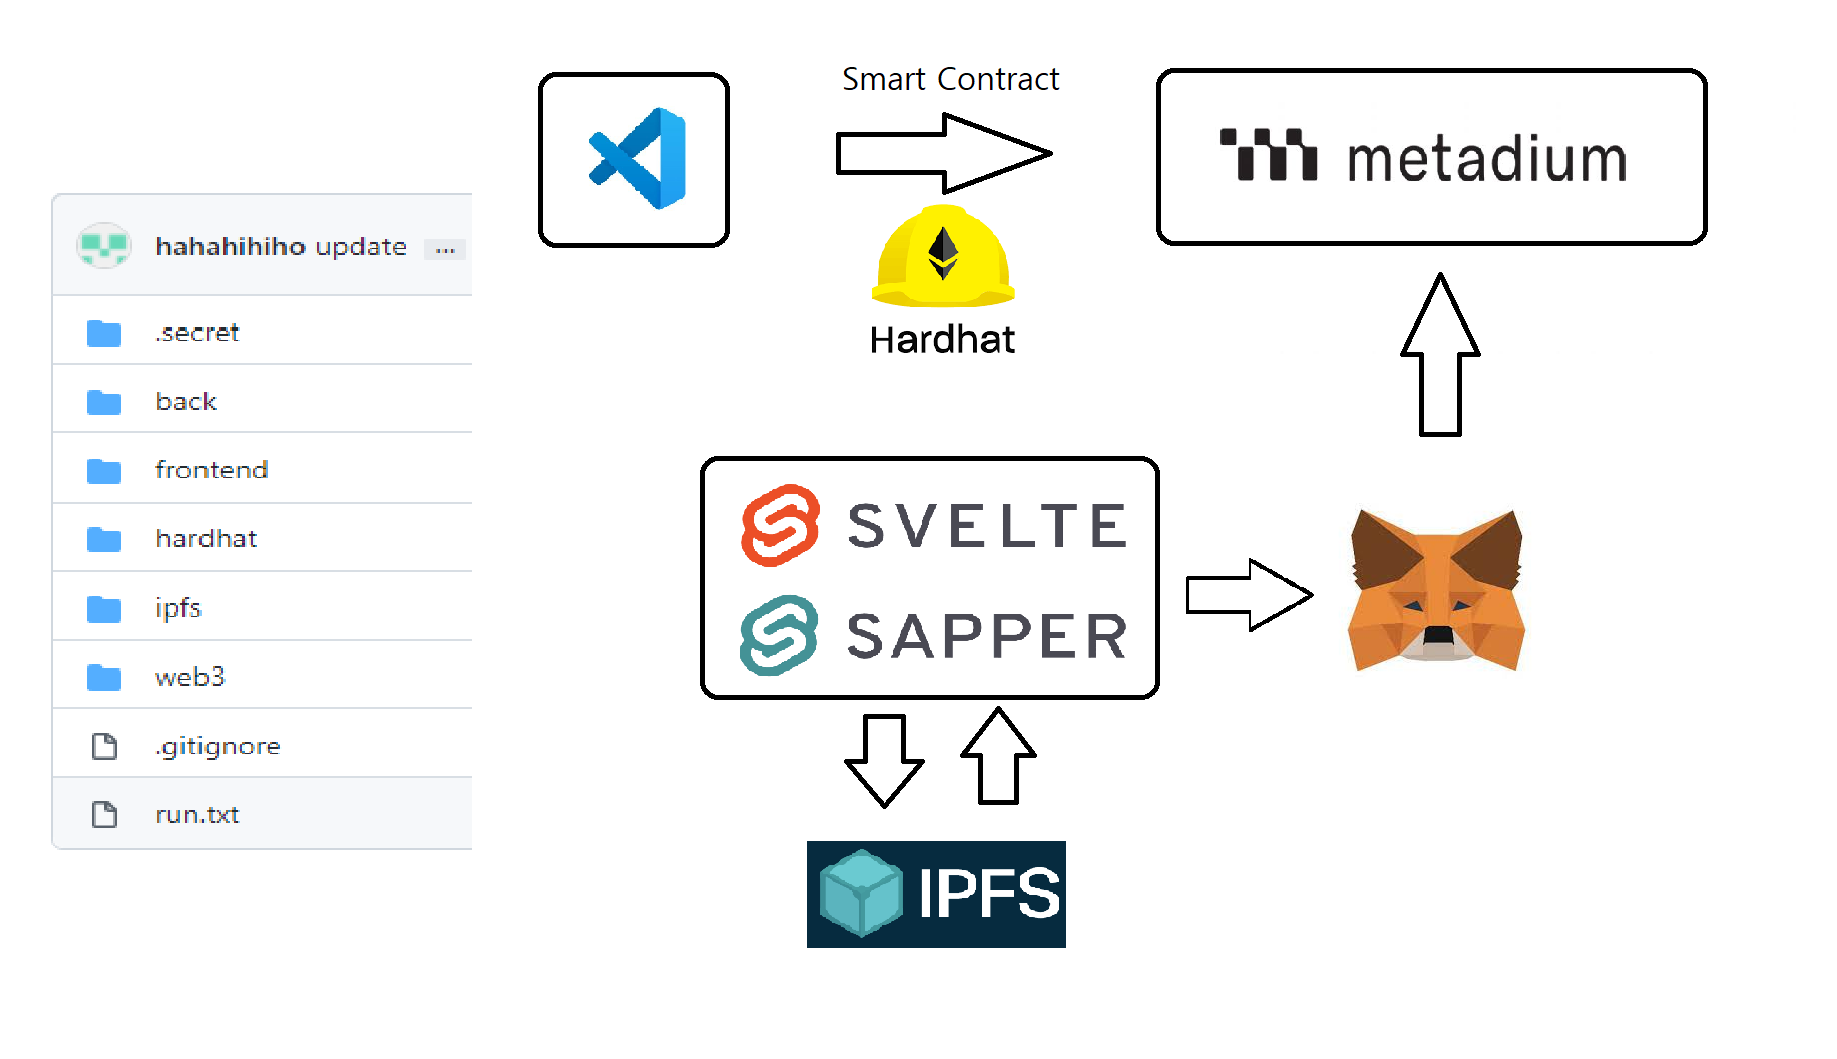 hahahihiho update ...
.secret
back
frontend
hardhat
ipfs
web3
.gitignore
run.txt
Smart Contract
Hardhat
metadium
SVELTE
SAPPER
IPFS